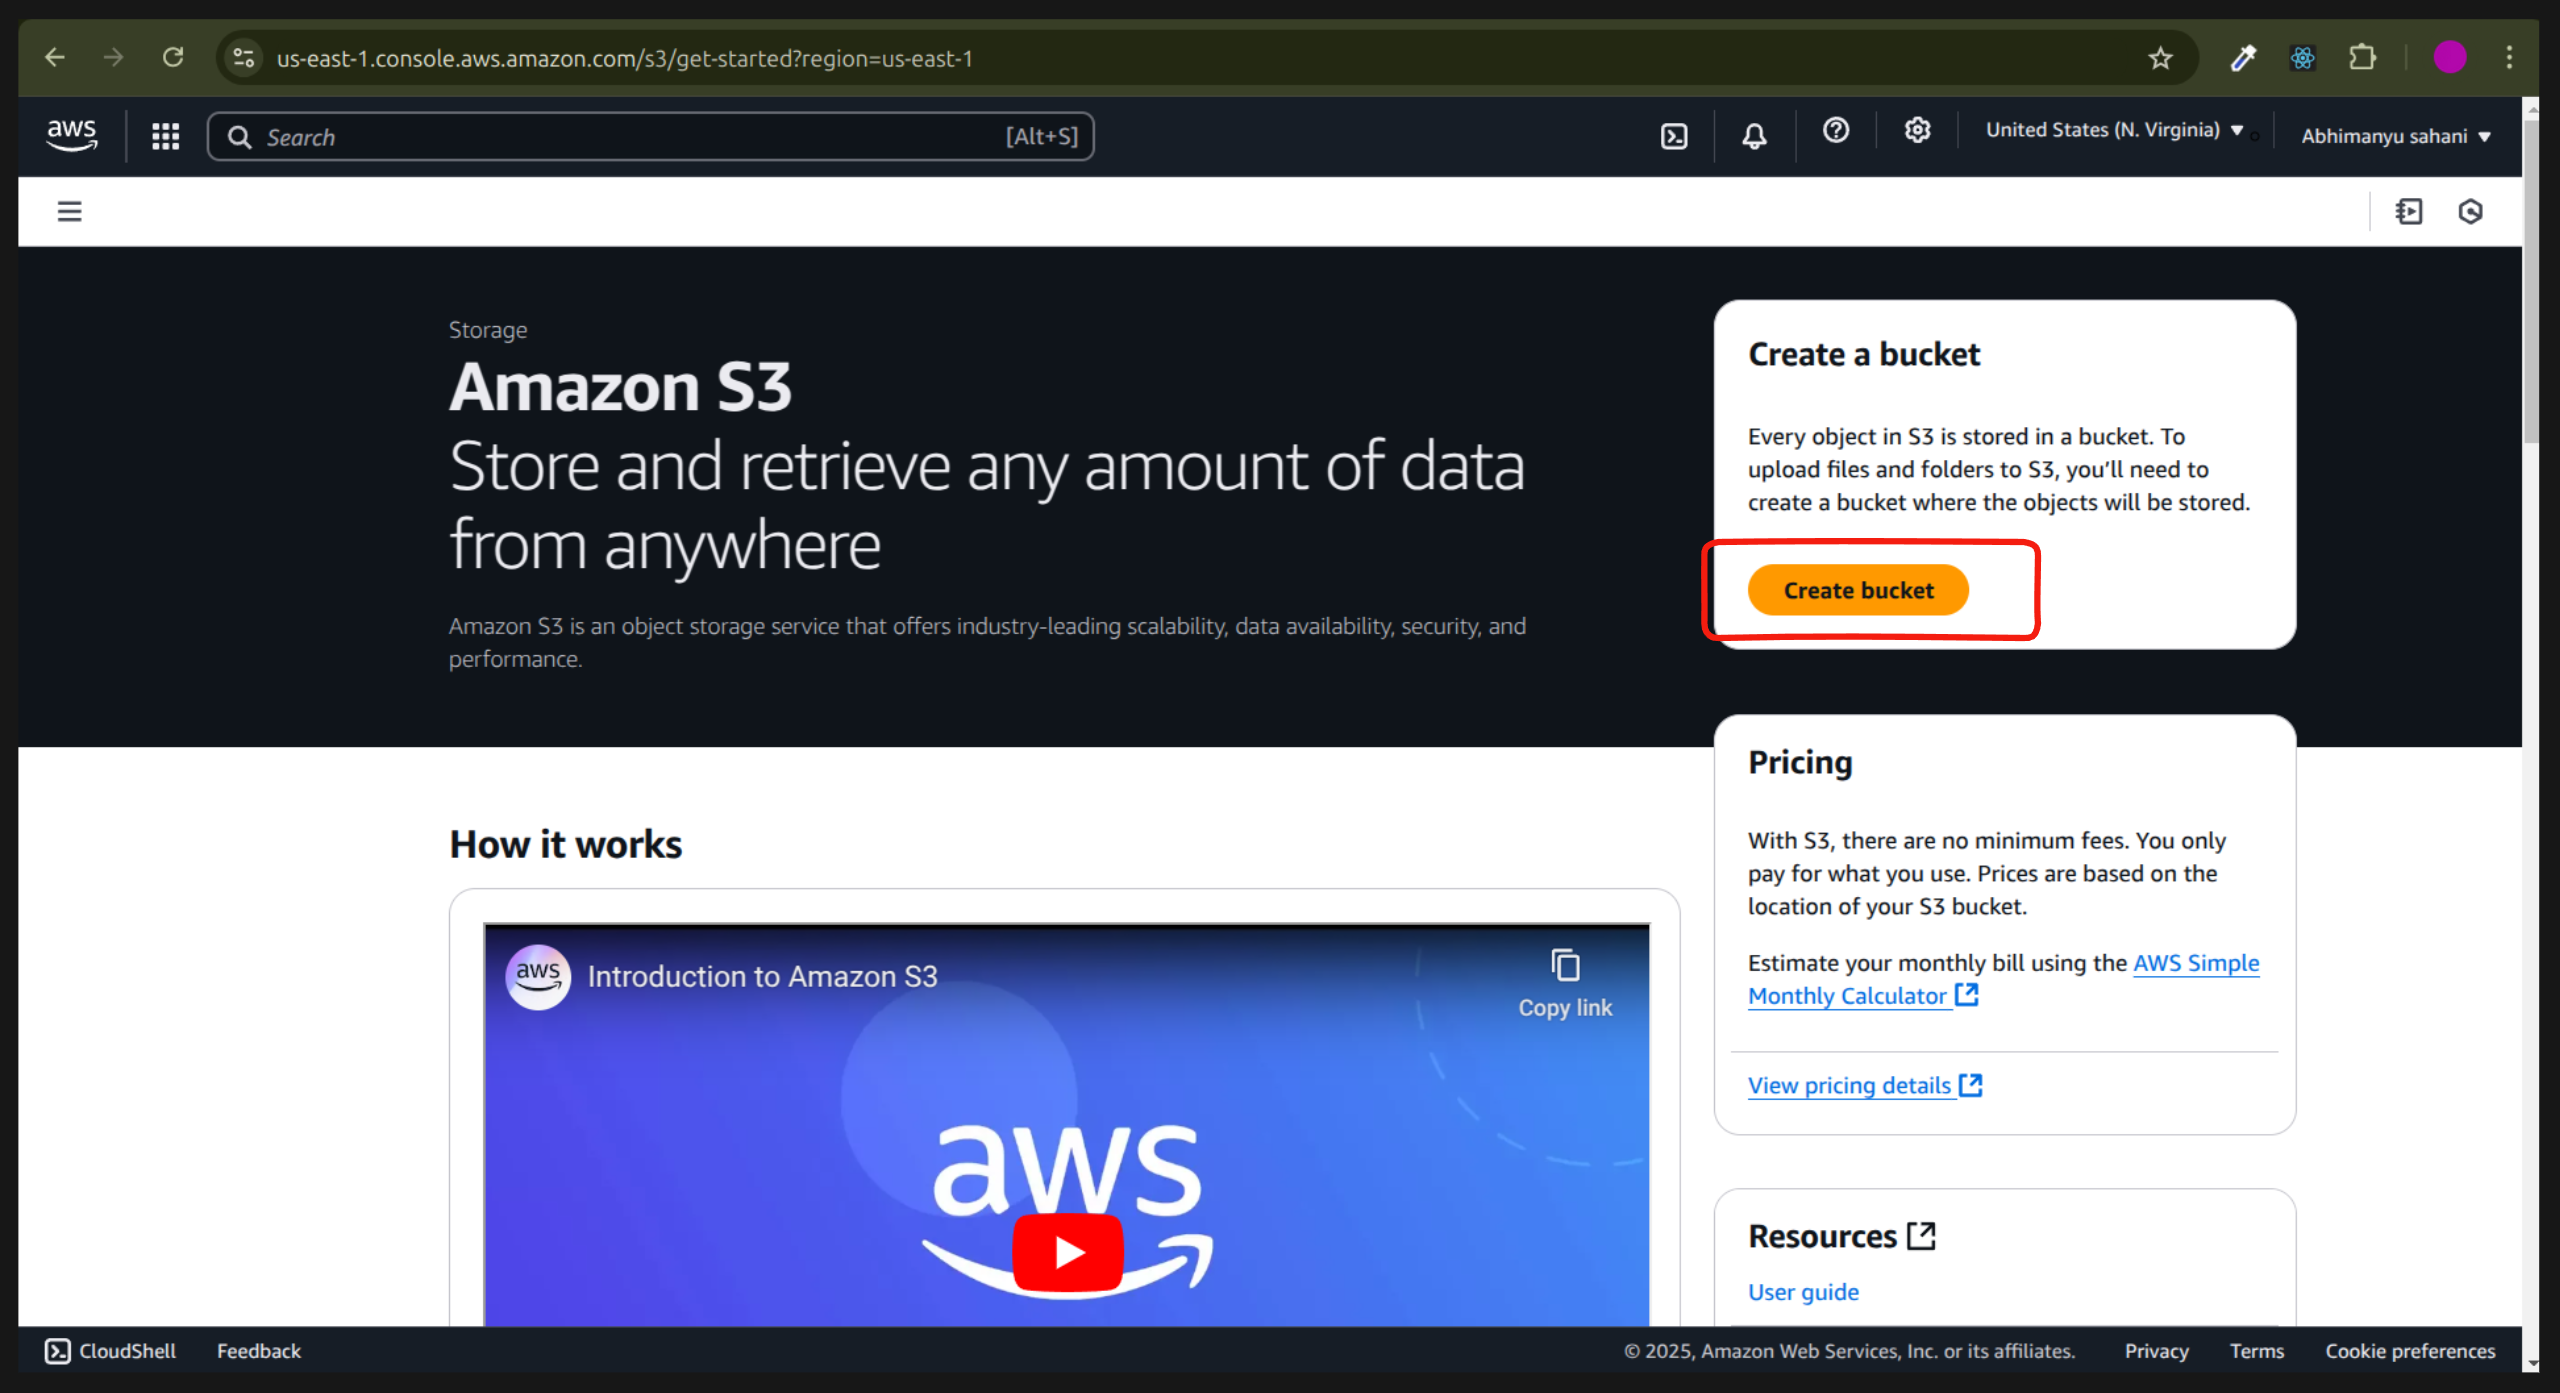 us-east-1.console.aws.amazon.com/s3/get-started?region=us-east-1
aws
Search
[Alt+S]
United States (N. Virginia)
Abhimanyu sahani
Storage
Amazon S3
Store and retrieve any amount of data
from anywhere
Amazon S3 is an object storage service that offers industry-leading scalability, data availability, security, and
performance.
Create a bucket
Every object in S3 is stored in a bucket. To
upload files and folders to S3, you'll need to
create a bucket where the objects will be stored.
Create bucket
Pricing
With S3, there are no minimum fees. You only
pay for what you use. Prices are based on the
location of your S3 bucket.
Estimate your monthly bill using the AWS Simple
Monthly Calculator
View pricing details
How it works
aws
Introduction to Amazon S3
Copy link
aws
Resources
User guide
CloudShell
Feedback
© 2025, Amazon Web Services, Inc. or its affiliates.
Privacy
Terms
Cookie preferences